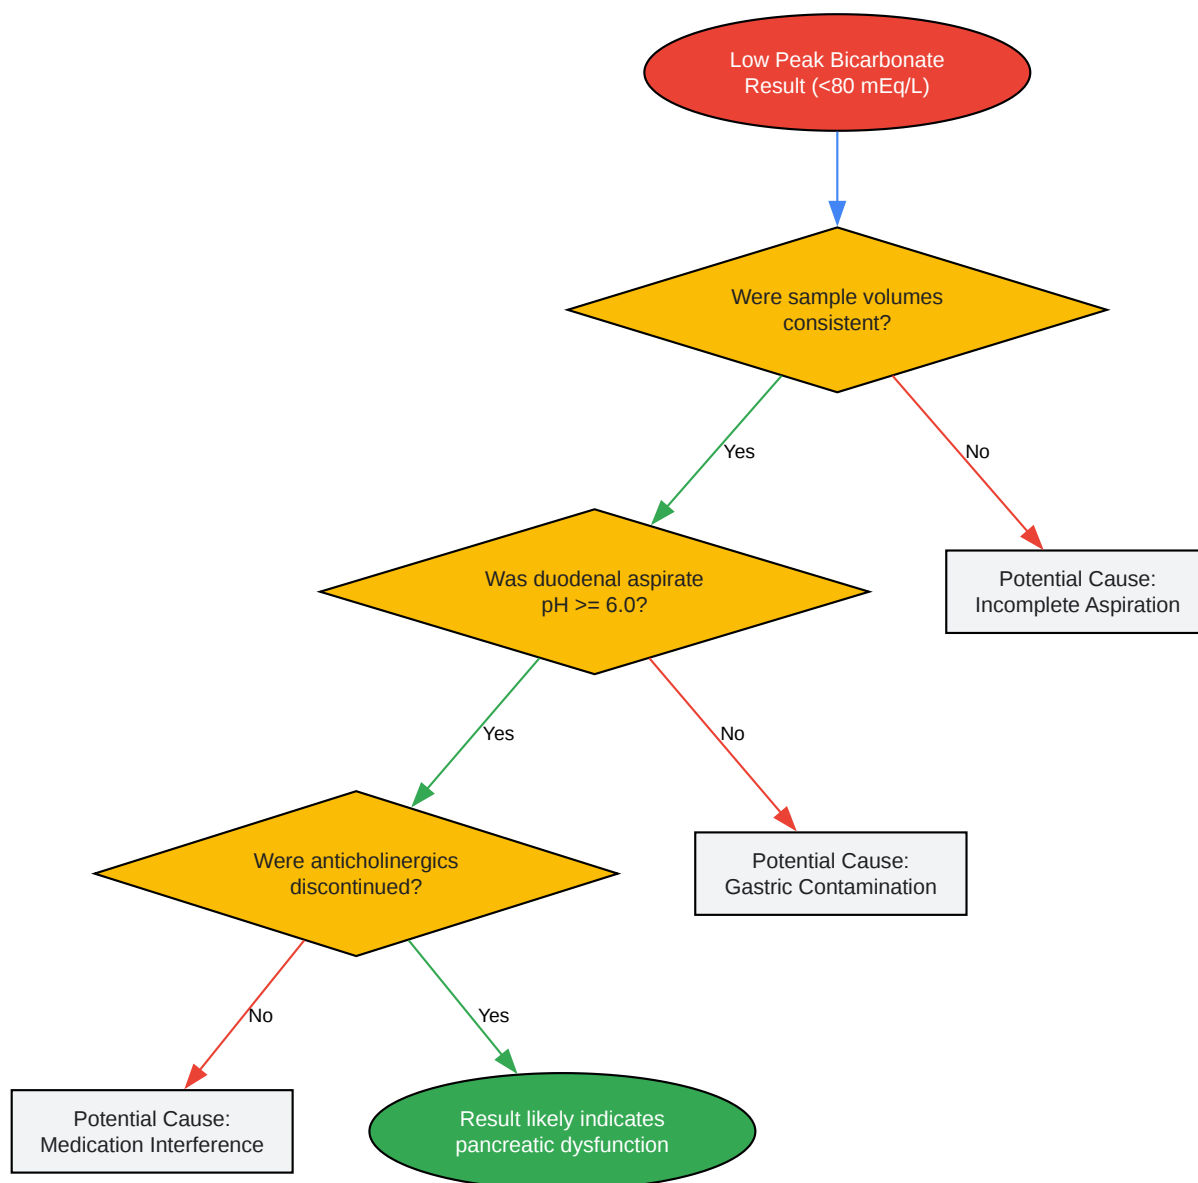 Low Peak Bicarbonate
Result (<80 mEq/L)
Were sample volumes
consistent?
Yes
No
Was duodenal aspirate
pH >= 6.0?
Potential Cause:
Incomplete Aspiration
Yes
No
Were anticholinergics
discontinued?
Potential Cause:
Gastric Contamination
No
Yes
Potential Cause:
Medication Interference
Result likely indicates
pancreatic dysfunction